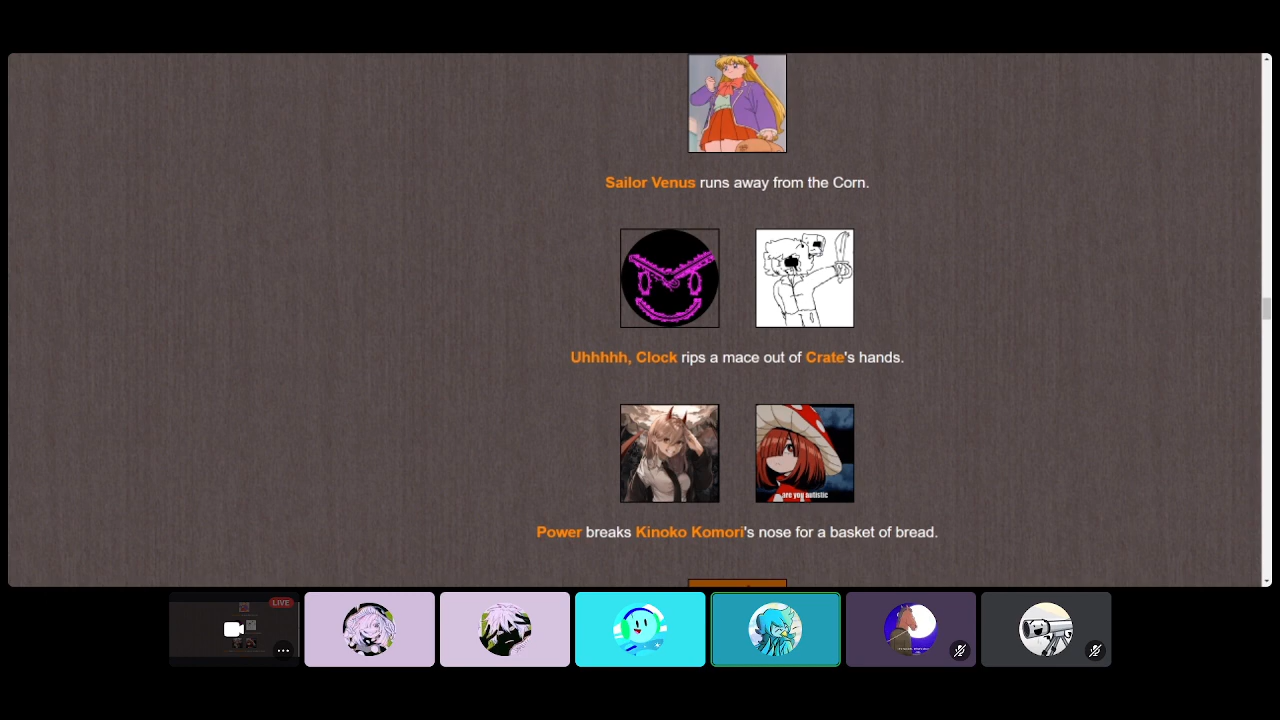 Sailor Venus runs away from the Corn.
Uhhhhh, Clock rips a mace out of Crate's hands.
are you autistic
Power breaks Kinoko Komori's nose for a basket of bread.
LIVE